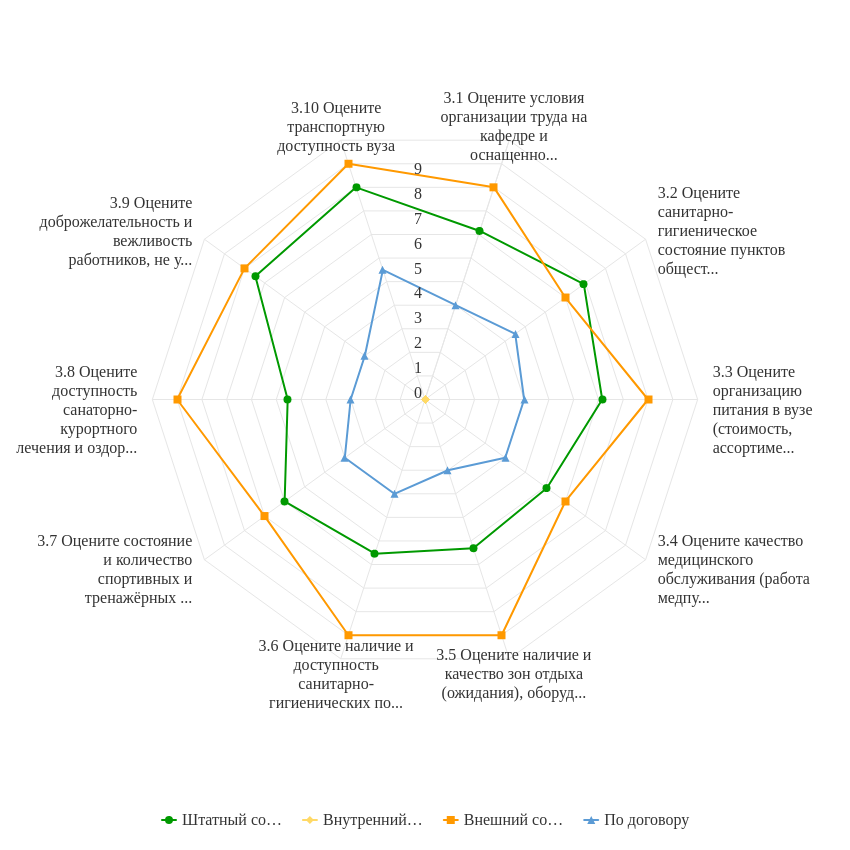 3.10 Оцените
транспортную
доступность вуза
3.1 Оцените условия
организации труда на
кафедре и
оснащенно...
3.2 Оцените
санитарно-
гигиеническое
состояние пунктов
общест...
3.3 Оцените
организацию
питания в вузе
(стоимость,
ассортиме...
3.4 Оцените качество
медицинского
обслуживания (работа
медпу...
3.5 Оцените наличие и
качество зон отдыха
(ожидания), оборуд...
3.6 Оцените наличие и
доступность
санитарно-
гигиенических по...
3.7 Оцените состояние
и количество
спортивных и
тренажёрных ...
3.8 Оцените
доступность
санаторно-
курортного
лечения и оздор...
3.9 Оцените
доброжелательность и
вежливость
работников, не у...
9
8
7
6
5
4
3
2
1
0
Штатный со… Внутренний… Внешний со… По договору